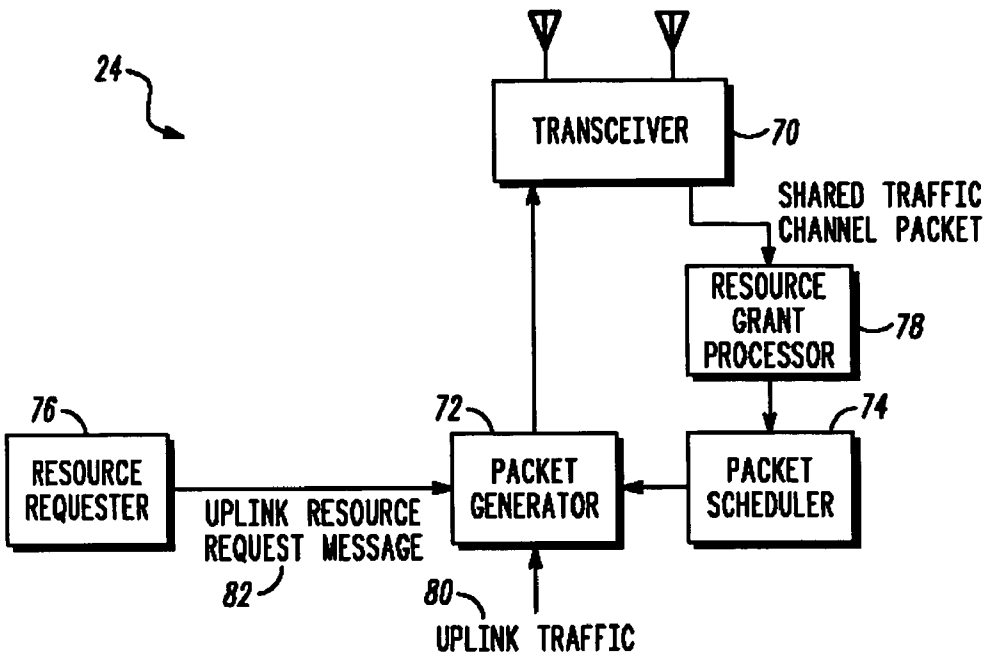 24
TRANSCEIVER
70
SHARED TRAFFIC
CHANNEL PACKET
RESOURCE
GRANT
PROCESSOR
78
76
72
74
RESOURCE
REQUESTER
PACKET
GENERATOR
PACKET
SCHEDULER
UPLINK RESOURCE
REQUEST MESSAGE
82
80
UPLINK TRAFFIC